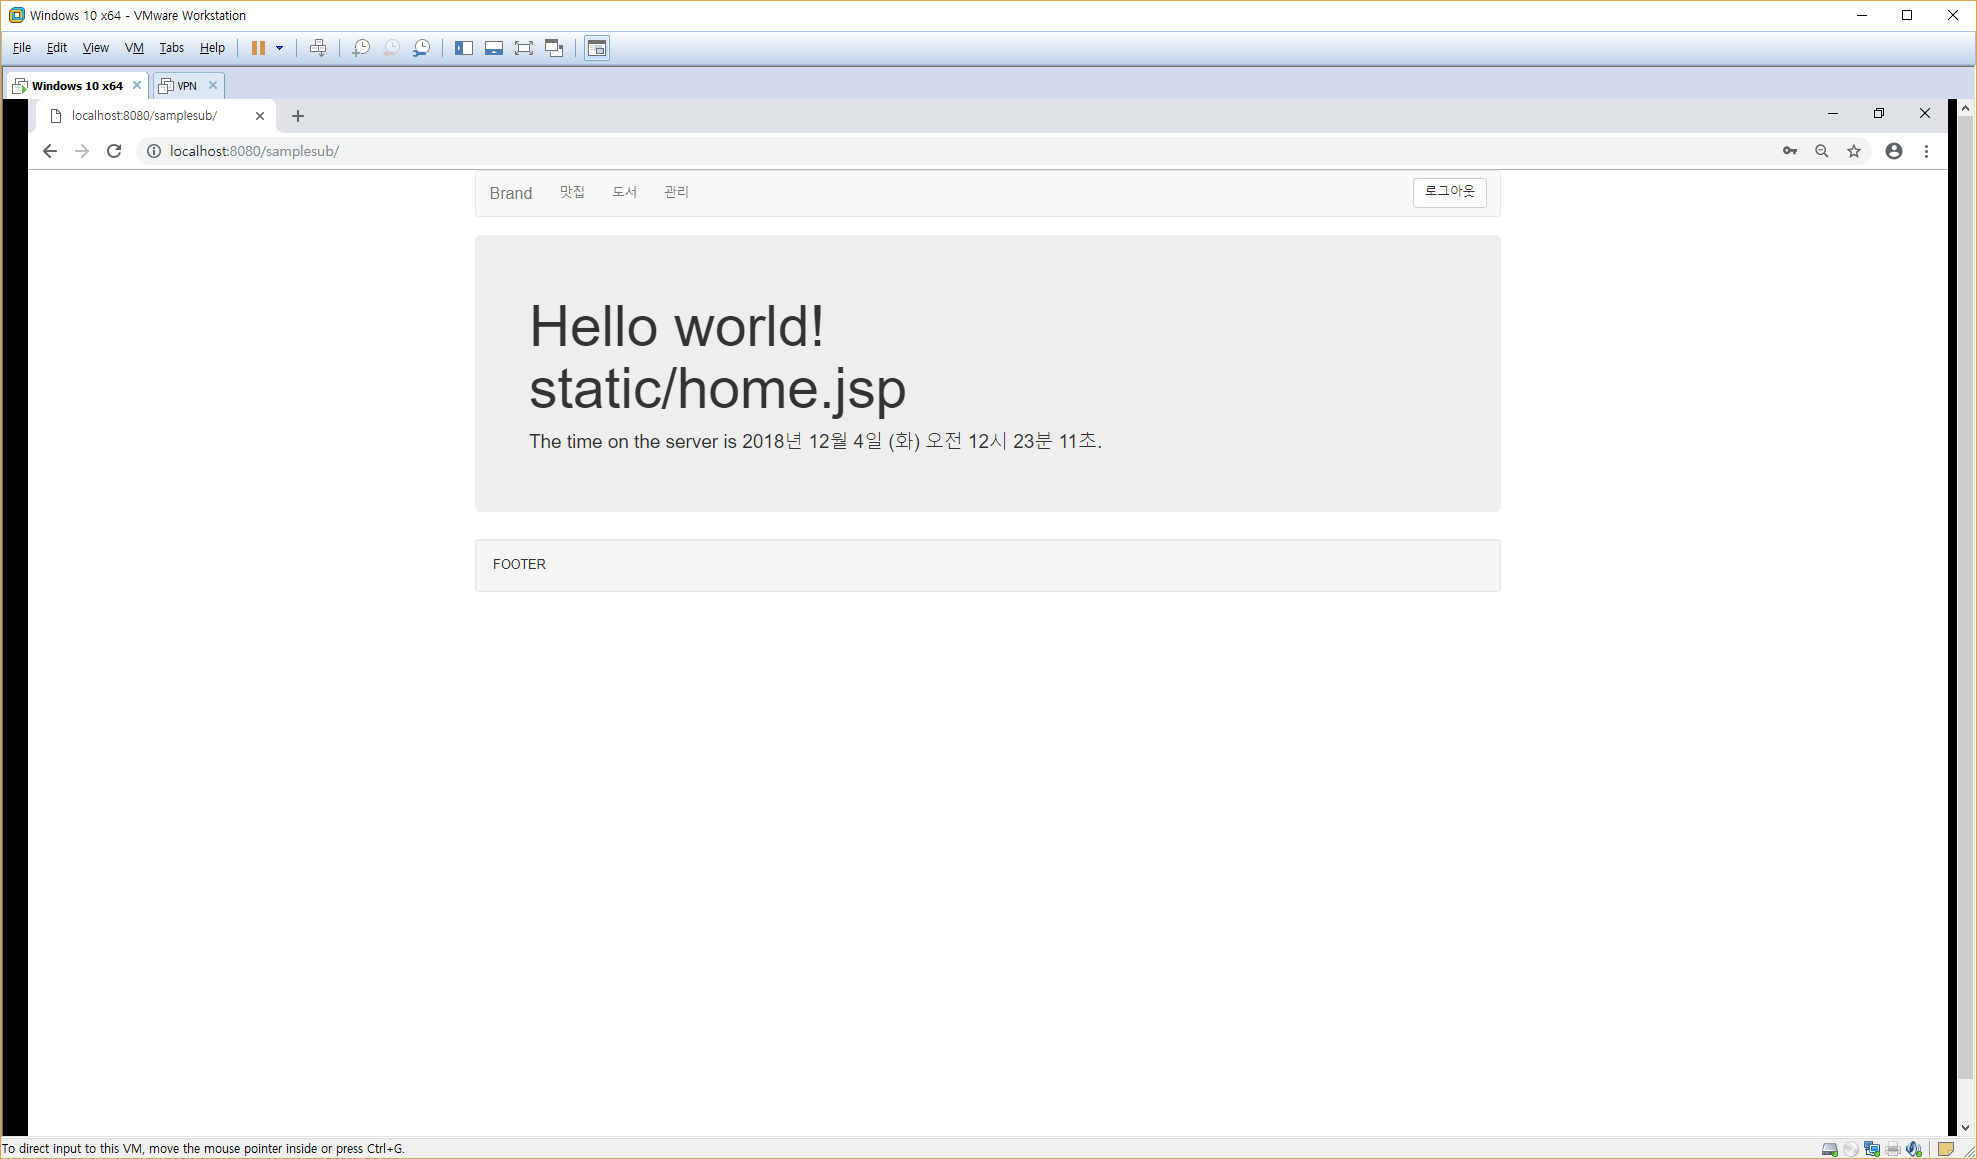 Windows 10 x64 - VMware Workstation
File Edit View VM Tabs Help
Windows 10 x64 VPN
localhost:8080/samplesub/
localhost:8080/samplesub/
Brand 맛집 도서 관리 로그아웃
Hello world!
static/home.jsp
The time on the server is 2018년 12월 4일 (화) 오전 12시 23분 11초.
FOOTER
To direct input to this VM, move the mouse pointer inside or press Ctrl+G.